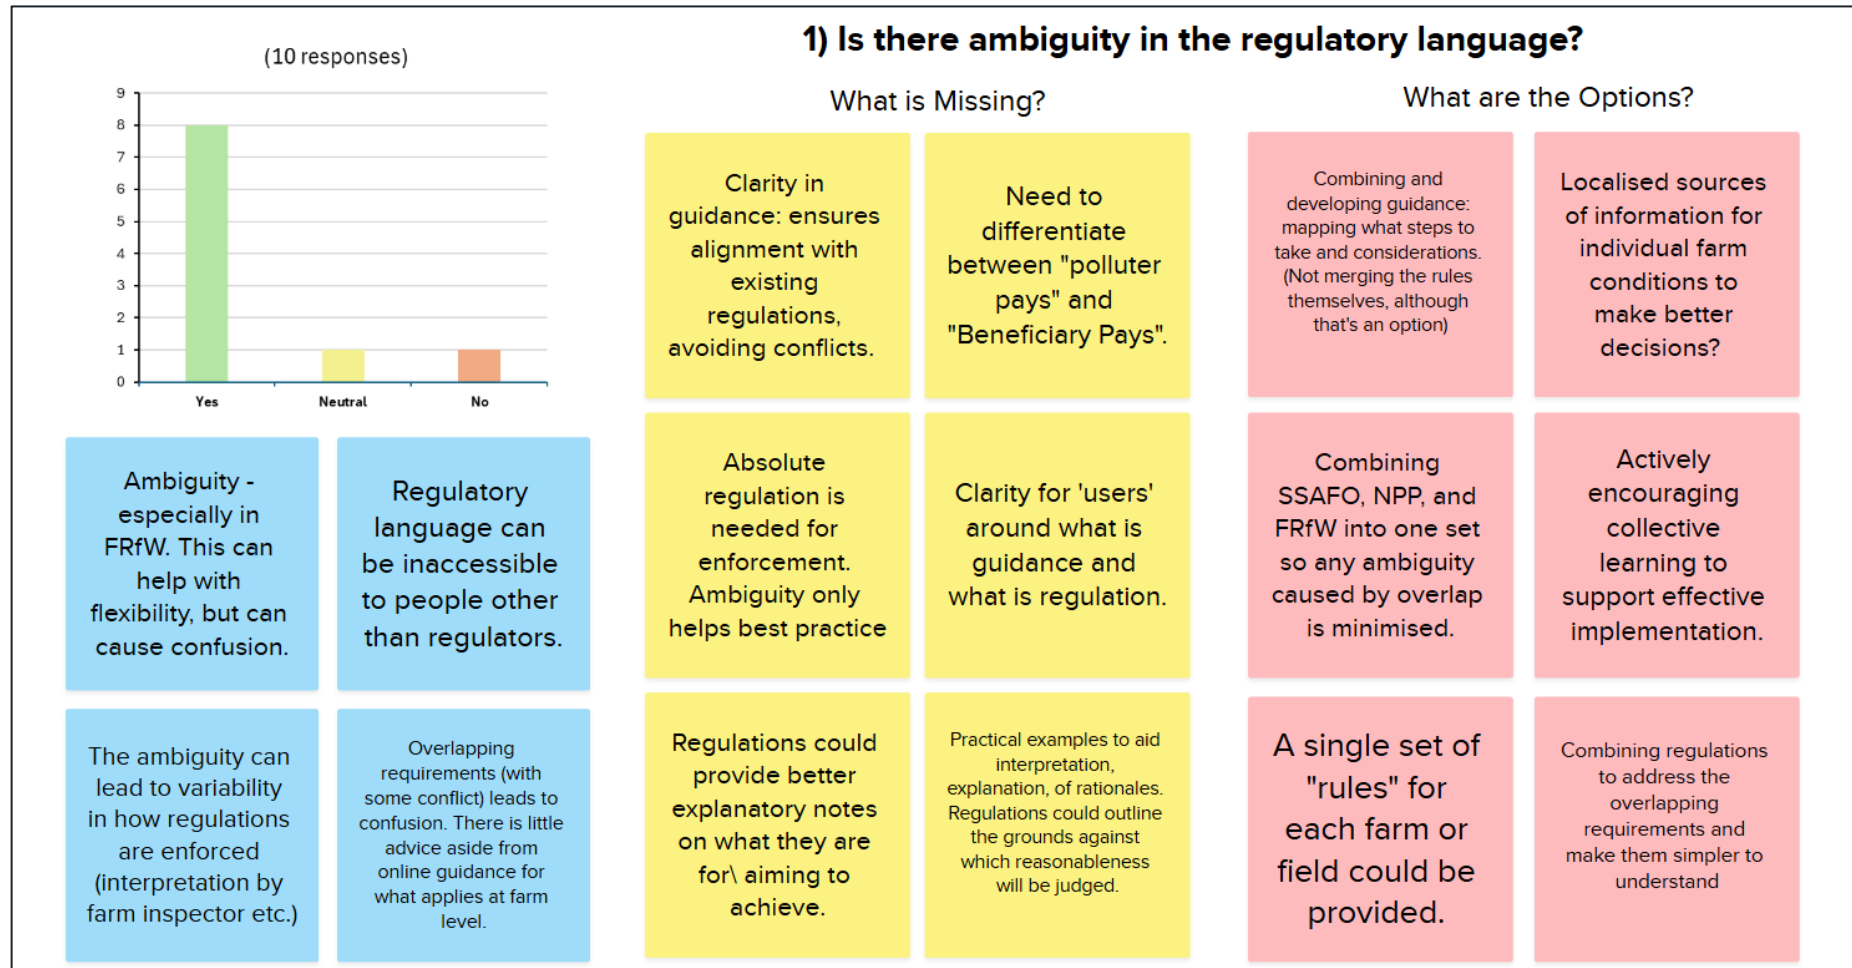 1) Is there ambiguity in the regulatory language?
(10 responses)
9
8
7
6
5
4
3
2
1
0
Yes
Neutral
No
Ambiguity -
especially in
FRfW. This can
help with
flexibility, but can
cause confusion.
Regulatory
language can
be inaccessible
to people other
than regulators.
The ambiguity can
lead to variability
in how regulations
are enforced
(interpretation by
farm inspector etc.)
Overlapping
requirements (with
some conflict) leads to
confusion. There is little
advice aside from
online guidance for
what applies at farm
level.
What is Missing?
Clarity in
guidance: ensures
alignment with
existing
regulations,
avoiding conflicts.
Need to
differentiate
between "polluter
pays" and
"Beneficiary Pays".
Absolute
regulation is
needed for
enforcement.
Ambiguity only
helps best practice
Clarity for 'users'
around what is
guidance and
what is regulation.
Regulations could
provide better
explanatory notes
on what they are
for\ aiming to
achieve.
Practical examples to aid
interpretation,
explanation, of rationales.
Regulations could outline
the grounds against
which reasonableness
will be judged.
What are the Options?
Combining and
developing guidance:
mapping what steps to
take and considerations.
(Not merging the rules
themselves, although
that's an option)
Localised sources
of information for
individual farm
conditions to
make better
decisions?
Combining
SSAFO, NPP, and
FRfW into one set
so any ambiguity
caused by overlap
is minimised.
Actively
encouraging
collective
learning to
support effective
implementation.
A single set of
"rules" for
each farm or
field could be
provided.
Combining regulations
to address the
overlapping
requirements and
make them simpler to
understand